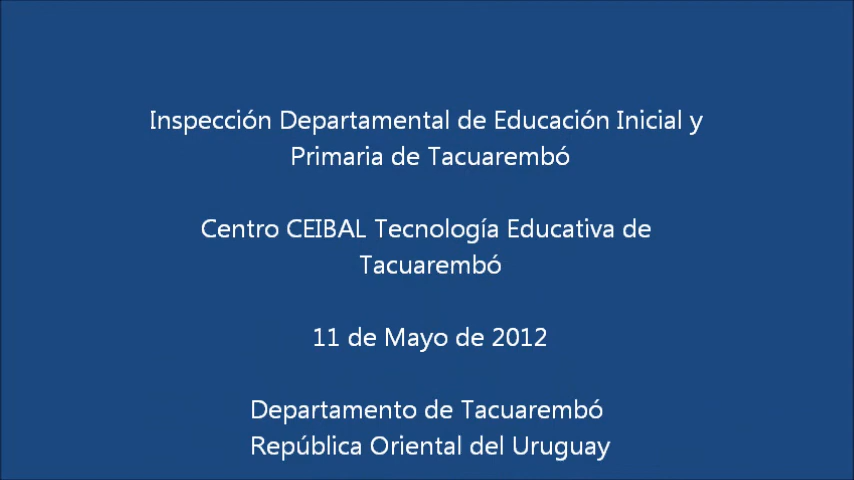 Inspección Departamental de Educación Inicial y
Primaria de Tacuarembó
Centro CEIBAL Tecnología Educativa de
Tacuarembó
11 de Mayo de 2012
Departamento de Tacuarembó
República Oriental del Uruguay